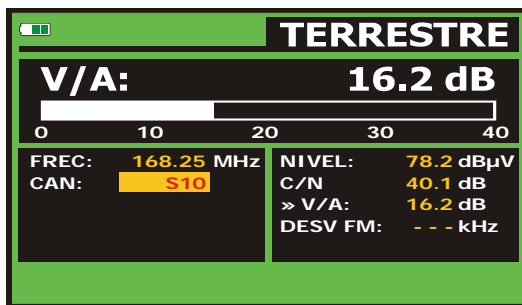 TERRESTRE
V/A: 16.2 dB
0 10 20 30 40
FREC: 168.25 MHz
CAN: S10
NIVEL: 78.2 dBµV
C/N 40.1 dB
» V/A: 16.2 dB
DESV FM: - - - kHz